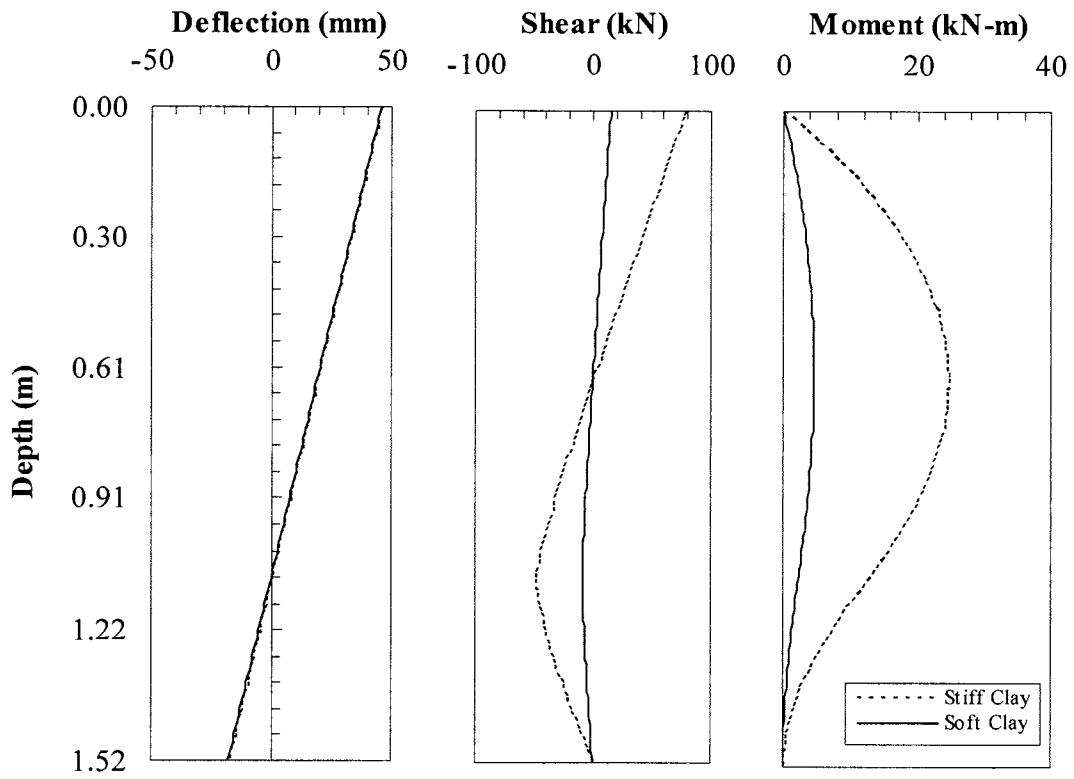 Deflection (mm)
-50 0 50
Shear (kN)
-100 0 100
Moment (kN-m)
0 20 40
Depth (m)
0.00
0.30
0.61
0.91
1.22
1.52
Stiff Clay
Soft Clay